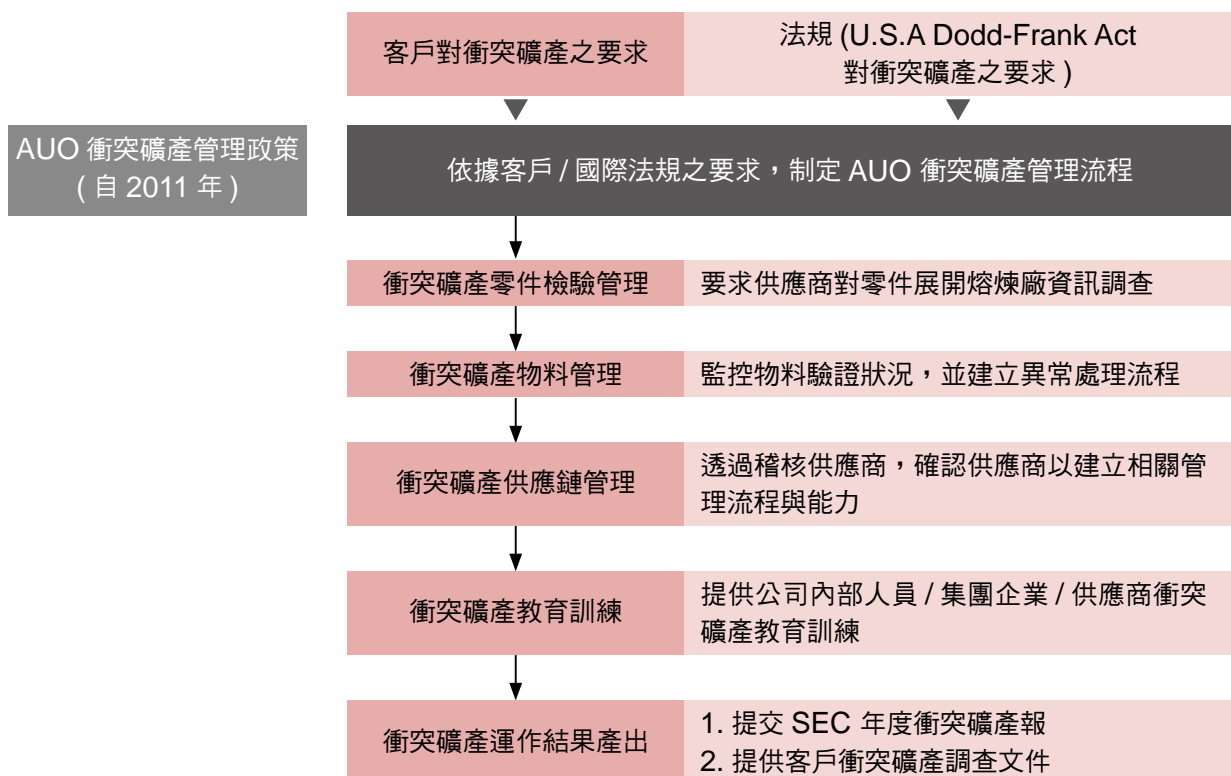 客戶對衝突礦產之要求
法規 (U.S.A Dodd-Frank Act
對衝突礦產之要求 )
AUO 衝突礦產管理政策
( 自 2011 年 )
依據客戶 / 國際法規之要求，制定 AUO 衝突礦產管理流程
衝突礦產零件檢驗管理
要求供應商對零件展開熔煉廠資訊調查
衝突礦產物料管理
監控物料驗證狀況，並建立異常處理流程
衝突礦產供應鏈管理
透過稽核供應商，確認供應商以建立相關管
理流程與能力
衝突礦產教育訓練
提供公司內部人員 / 集團企業 / 供應商衝突
礦產教育訓練
衝突礦產運作結果產出
1. 提交 SEC 年度衝突礦產報
2. 提供客戶衝突礦產調查文件